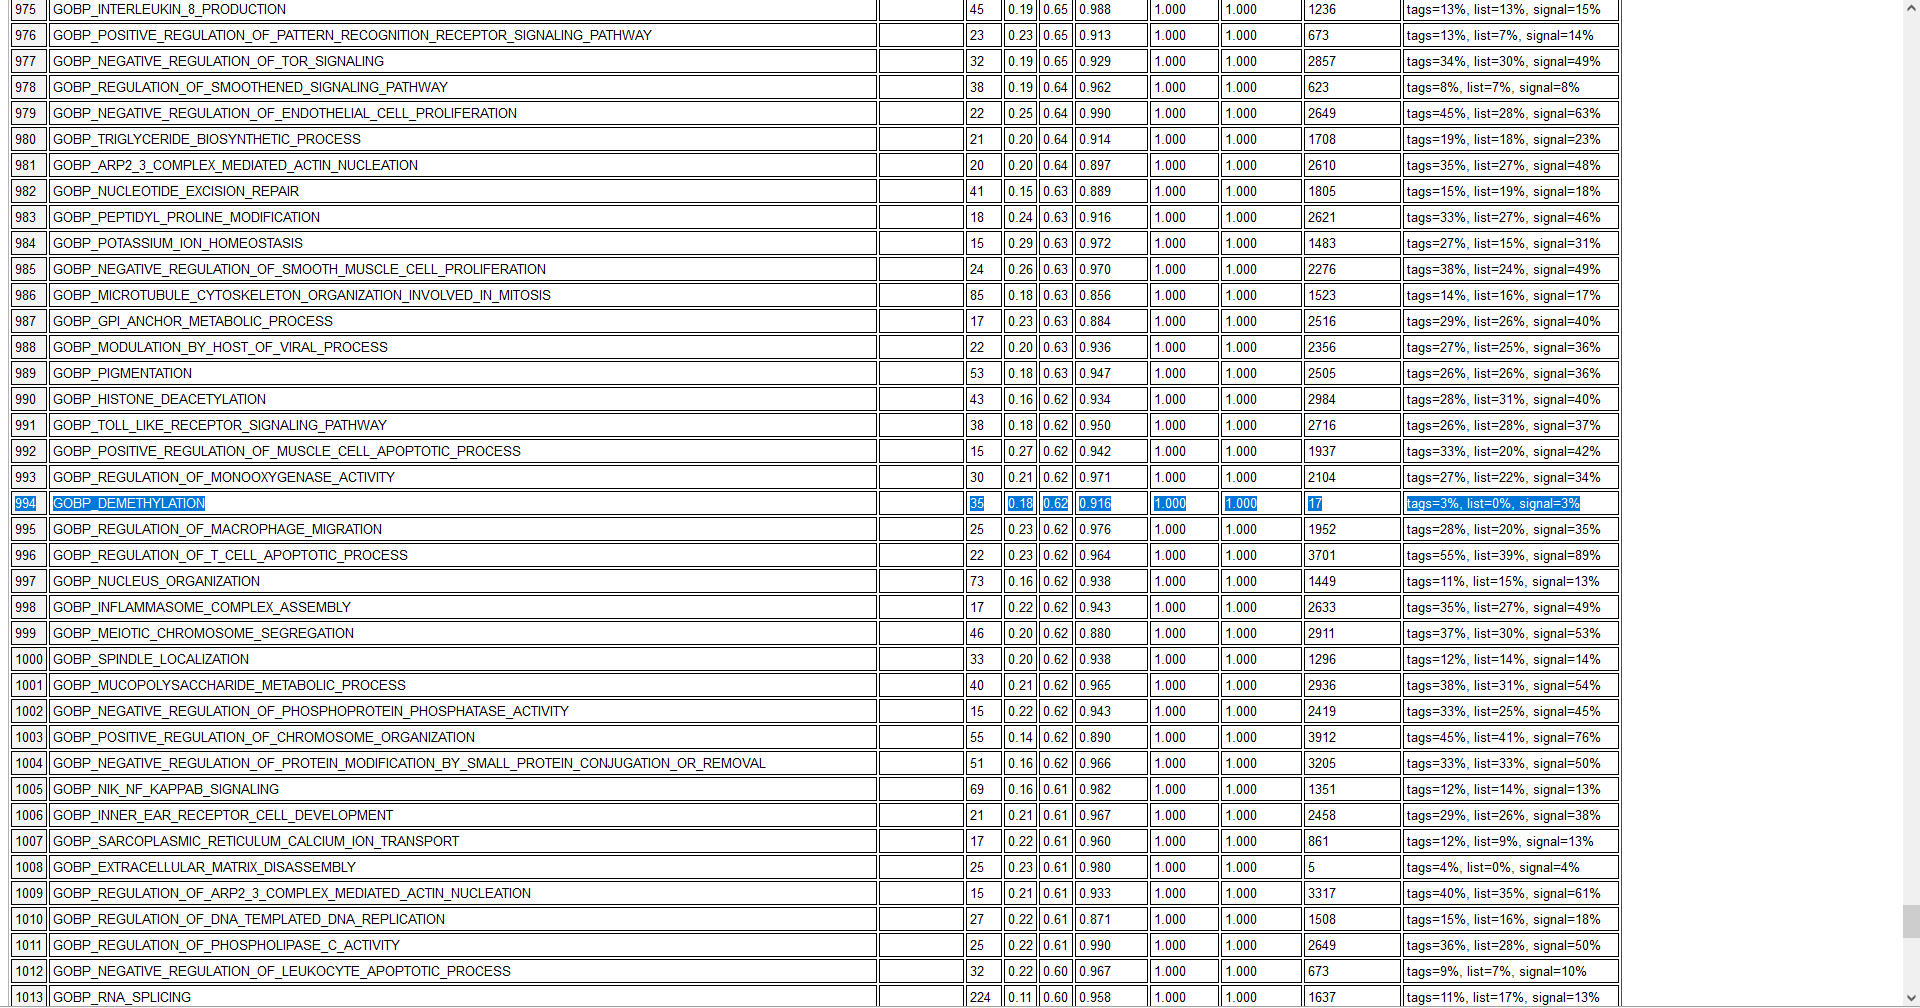 975 GOBP_INTERLEUKIN_8_PRODUCTION 45 0.19 0.65 0.988 1.000 1.000 1236 tags=13%, list=13%, signal=15%
976 GOBP_POSITIVE_REGULATION_OF_PATTERN_RECOGNITION_RECEPTOR_SIGNALING_PATHWAY 23 0.23 0.65 0.913 1.000 1.000 673 tags=13%, list=7%, signal=14%
977 GOBP_NEGATIVE_REGULATION_OF_TOR_SIGNALING 32 0.19 0.65 0.929 1.000 1.000 2857 tags=34%, list=30%, signal=49%
978 GOBP_REGULATION_OF_SMOOTHENED_SIGNALING_PATHWAY 38 0.19 0.64 0.962 1.000 1.000 623 tags=8%, list=7%, signal=8%
979 GOBP_NEGATIVE_REGULATION_OF_ENDOTHELIAL_CELL_PROLIFERATION 22 0.25 0.64 0.990 1.000 1.000 2649 tags=45%, list=28%, signal=63%
980 GOBP_TRIGLYCERIDE_BIOSYNTHETIC_PROCESS 21 0.20 0.64 0.914 1.000 1.000 1708 tags=19%, list=18%, signal=23%
981 GOBP_ARP2_3_COMPLEX_MEDIATED_ACTIN_NUCLEATION 20 0.20 0.64 0.897 1.000 1.000 2610 tags=35%, list=27%, signal=48%
982 GOBP_NUCLEOTIDE_EXCISION_REPAIR 41 0.15 0.63 0.889 1.000 1.000 1805 tags=15%, list=19%, signal=18%
983 GOBP_PEPTIDYL_PROLINE_MODIFICATION 18 0.24 0.63 0.916 1.000 1.000 2621 tags=33%, list=27%, signal=46%
984 GOBP_POTASSIUM_ION_HOMEOSTASIS 15 0.29 0.63 0.972 1.000 1.000 1483 tags=27%, list=15%, signal=31%
985 GOBP_NEGATIVE_REGULATION_OF_SMOOTH_MUSCLE_CELL_PROLIFERATION 24 0.26 0.63 0.970 1.000 1.000 2276 tags=38%, list=24%, signal=49%
986 GOBP_MICROTUBULE_CYTOSKELETON_ORGANIZATION_INVOLVED_IN_MITOSIS 85 0.18 0.63 0.856 1.000 1.000 1523 tags=14%, list=16%, signal=17%
987 GOBP_GPI_ANCHOR_METABOLIC_PROCESS 17 0.23 0.63 0.884 1.000 1.000 2516 tags=29%, list=26%, signal=40%
988 GOBP_MODULATION_BY_HOST_OF_VIRAL_PROCESS 22 0.20 0.63 0.936 1.000 1.000 2356 tags=27%, list=25%, signal=36%
989 GOBP_PIGMENTATION 53 0.18 0.63 0.947 1.000 1.000 2505 tags=26%, list=26%, signal=36%
990 GOBP_HISTONE_DEACETYLATION 43 0.16 0.62 0.934 1.000 1.000 2984 tags=28%, list=31%, signal=40%
991 GOBP_TOLL_LIKE_RECEPTOR_SIGNALING_PATHWAY 38 0.18 0.62 0.950 1.000 1.000 2716 tags=26%, list=28%, signal=37%
992 GOBP_POSITIVE_REGULATION_OF_MUSCLE_CELL_APOPTOTIC_PROCESS 15 0.27 0.62 0.942 1.000 1.000 1937 tags=33%, list=20%, signal=42%
993 GOBP_REGULATION_OF_MONOOXYGENASE_ACTIVITY 30 0.21 0.62 0.971 1.000 1.000 2104 tags=27%, list=22%, signal=34%
994 GOBP_DEMETHYLATION 35 0.18 0.62 0.916 1.000 1.000 17 tags=3%, list=0%, signal=3%
995 GOBP_REGULATION_OF_MACROPHAGE_MIGRATION 25 0.23 0.62 0.976 1.000 1.000 1952 tags=28%, list=20%, signal=35%
996 GOBP_REGULATION_OF_T_CELL_APOPTOTIC_PROCESS 22 0.23 0.62 0.964 1.000 1.000 3701 tags=55%, list=39%, signal=89%
997 GOBP_NUCLEUS_ORGANIZATION 73 0.16 0.62 0.938 1.000 1.000 1449 tags=11%, list=15%, signal=13%
998 GOBP_INFLAMMASOME_COMPLEX_ASSEMBLY 17 0.22 0.62 0.943 1.000 1.000 2633 tags=35%, list=27%, signal=49%
999 GOBP_MEIOTIC_CHROMOSOME_SEGREGATION 46 0.20 0.62 0.880 1.000 1.000 2911 tags=37%, list=30%, signal=53%
1000 GOBP_SPINDLE_LOCALIZATION 33 0.20 0.62 0.938 1.000 1.000 1296 tags=12%, list=14%, signal=14%
1001 GOBP_MUCOPOLYSACCHARIDE_METABOLIC_PROCESS 40 0.21 0.62 0.965 1.000 1.000 2936 tags=38%, list=31%, signal=54%
1002 GOBP_NEGATIVE_REGULATION_OF_PHOSPHOPROTEIN_PHOSPHATASE_ACTIVITY 15 0.22 0.62 0.943 1.000 1.000 2419 tags=33%, list=25%, signal=45%
1003 GOBP_POSITIVE_REGULATION_OF_CHROMOSOME_ORGANIZATION 55 0.14 0.62 0.890 1.000 1.000 3912 tags=45%, list=41%, signal=76%
1004 GOBP_NEGATIVE_REGULATION_OF_PROTEIN_MODIFICATION_BY_SMALL_PROTEIN_CONJUGATION_OR_REMOVAL 51 0.16 0.62 0.966 1.000 1.000 3205 tags=33%, list=33%, signal=50%
1005 GOBP_NIK_NF_KAPPAB_SIGNALING 69 0.16 0.61 0.982 1.000 1.000 1351 tags=12%, list=14%, signal=13%
1006 GOBP_INNER_EAR_RECEPTOR_CELL_DEVELOPMENT 21 0.21 0.61 0.967 1.000 1.000 2458 tags=29%, list=26%, signal=38%
1007 GOBP_SARCOPLASMIC_RETICULUM_CALCIUM_ION_TRANSPORT 17 0.22 0.61 0.960 1.000 1.000 861 tags=12%, list=9%, signal=13%
1008 GOBP_EXTRACELLULAR_MATRIX_DISASSEMBLY 25 0.23 0.61 0.980 1.000 1.000 5 tags=4%, list=0%, signal=4%
1009 GOBP_REGULATION_OF_ARP2_3_COMPLEX_MEDIATED_ACTIN_NUCLEATION 15 0.21 0.61 0.933 1.000 1.000 3317 tags=40%, list=35%, signal=61%
1010 GOBP_REGULATION_OF_DNA_TEMPLATED_DNA_REPLICATION 27 0.22 0.61 0.871 1.000 1.000 1508 tags=15%, list=16%, signal=18%
1011 GOBP_REGULATION_OF_PHOSPHOLIPASE_C_ACTIVITY 25 0.22 0.61 0.990 1.000 1.000 2649 tags=36%, list=28%, signal=50%
1012 GOBP_NEGATIVE_REGULATION_OF_LEUKOCYTE_APOPTOTIC_PROCESS 32 0.22 0.60 0.967 1.000 1.000 673 tags=9%, list=7%, signal=10%
1013 GOBP_RNA_SPLICING 224 0.11 0.60 0.958 1.000 1.000 1637 tags=11%, list=17%, signal=13%